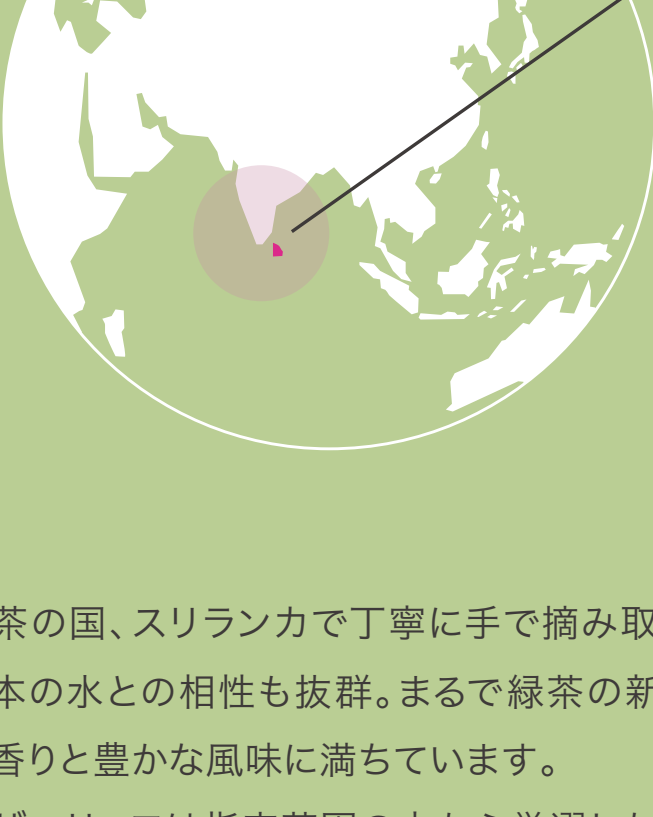 茶の国、スリランカで丁寧に手で摘み取
本の水との相性も抜群。まるで緑茶の新
香りと豊かな風味に満ちています。